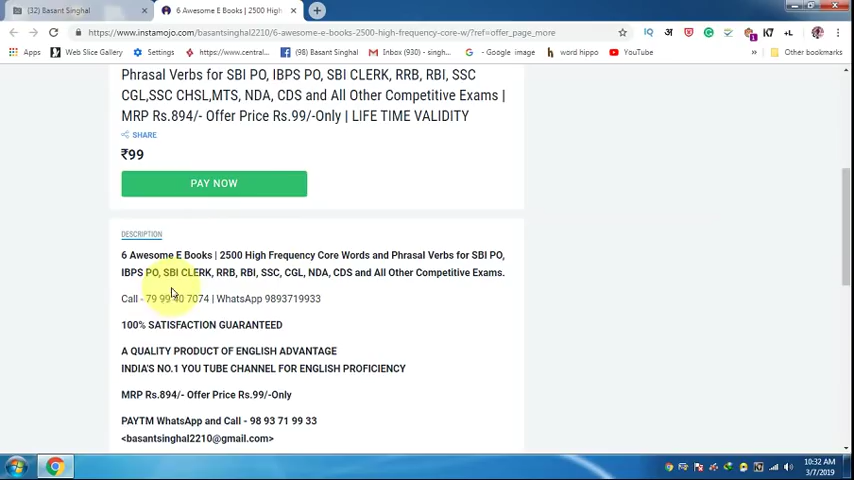 (32) Basant Singhal
6 Awesome E Books | 2500 High
https://www.instamojo.com/basantsinghal2210/6-awesome-e-books-2500-high-frequency-core-w/?ref=offer_page_more
Apps Web Slice Gallery Settings https://www.central... (98) Basant Singhal Inbox (930) - singh... G - Google image word hippo YouTube Other bookmarks
Phrasal Verbs for SBI PO, IBPS PO, SBI CLERK, RRB, RBI, SSC
CGL,SSC CHSL,MTS, NDA, CDS and All Other Competitive Exams |
MRP Rs.894/- Offer Price Rs.99/-Only | LIFE TIME VALIDITY
SHARE
₹99
PAY NOW
DESCRIPTION
6 Awesome E Books | 2500 High Frequency Core Words and Phrasal Verbs for SBI PO,
IBPS PO, SBI CLERK, RRB, RBI, SSC, CGL, NDA, CDS and All Other Competitive Exams.
Call - 79 99 40 7074 | WhatsApp 9893719933
100% SATISFACTION GUARANTEED
A QUALITY PRODUCT OF ENGLISH ADVANTAGE
INDIA'S NO.1 YOU TUBE CHANNEL FOR ENGLISH PROFICIENCY
MRP Rs.894/- Offer Price Rs.99/-Only
PAYTM WhatsApp and Call - 98 93 71 99 33
<basantsinghal2210@gmail.com>
10:32 AM
3/7/2019